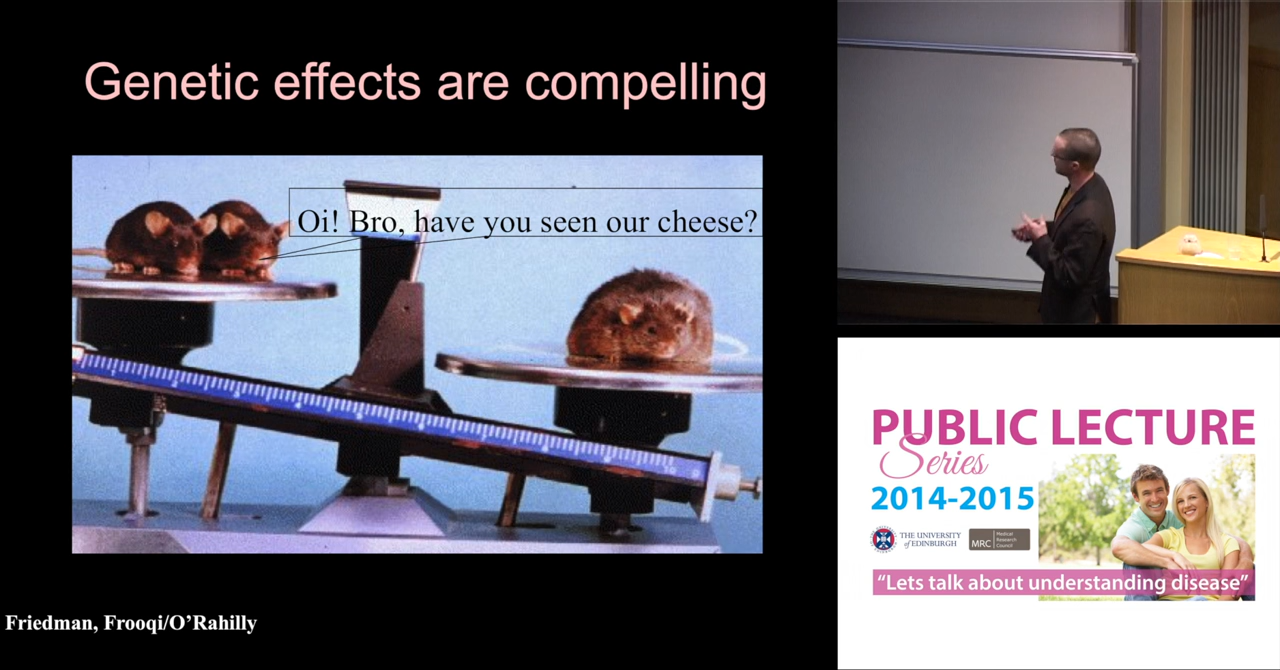 Genetic effects are compelling
Oi! Bro, have you seen our cheese?
Friedman, Frooqi/O’Rahilly
PUBLIC LECTURE
Series
2014-2015
THE UNIVERSITY
of EDINBURGH
MRC
Medical
Research
Council
“Lets talk about understanding disease”